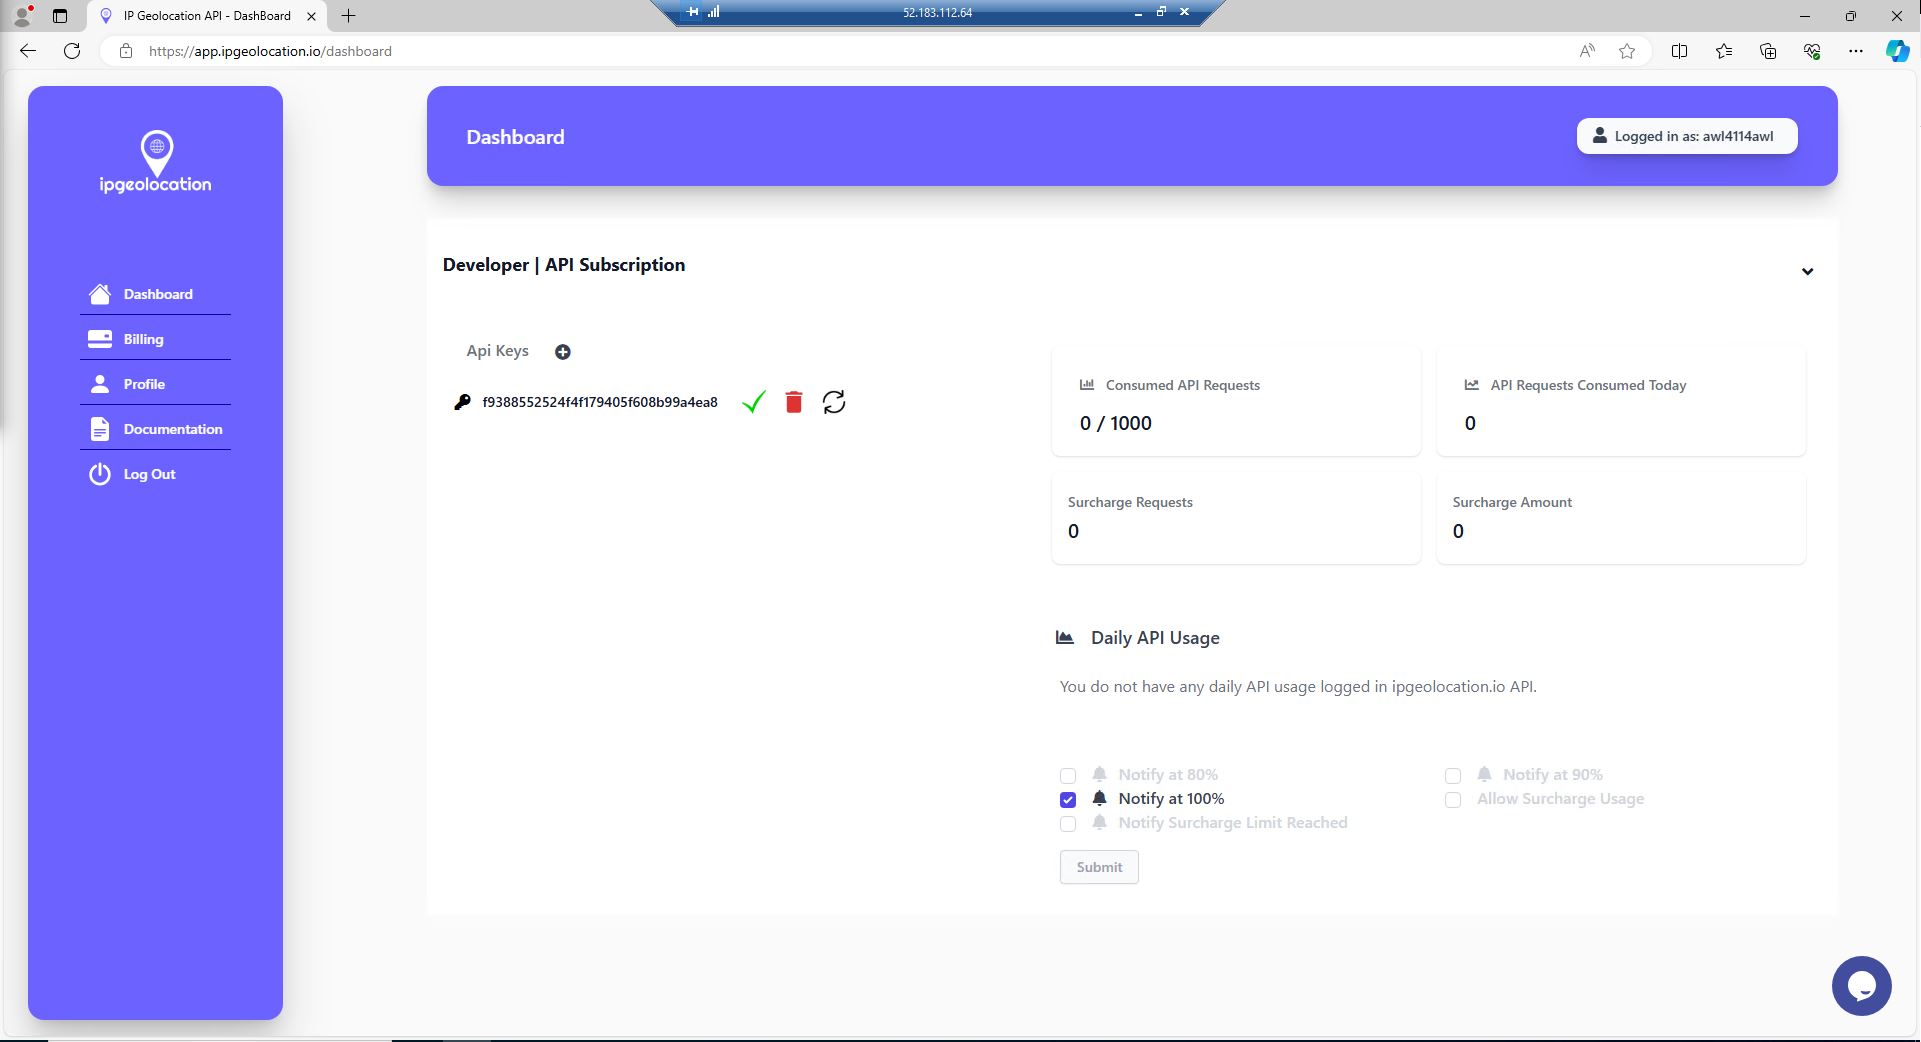 IP Geolocation API - DashBoard
52.183.112.64
https://app.ipgeolocation.io/dashboard
ipgeolocation
Dashboard
Billing
Profile
Documentation
Log Out
Dashboard
Logged in as: awl4114awl
Developer | API Subscription
Api Keys
f9388552524f4f179405f608b99a4ea8
Consumed API Requests
0 / 1000
API Requests Consumed Today
0
Surcharge Requests
0
Surcharge Amount
0
Daily API Usage
You do not have any daily API usage logged in ipgeolocation.io API.
Notify at 80%
Notify at 90%
Notify at 100%
Allow Surcharge Usage
Notify Surcharge Limit Reached
Submit